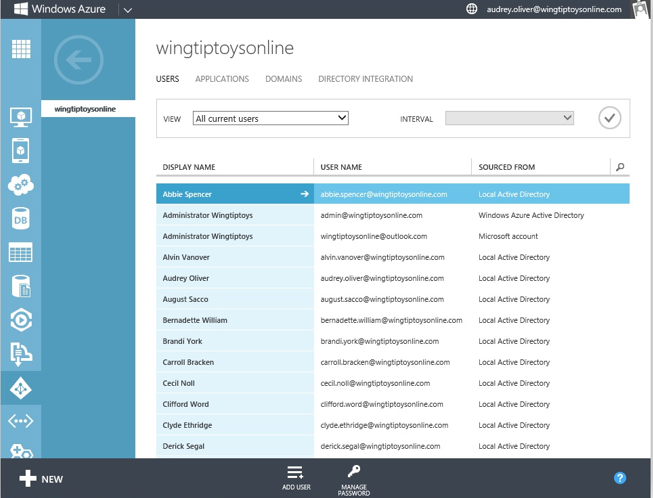 Windows Azure
audrey.oliver@wingtiptoysonline.com
wingtiptoysonline
wingtiptoysonline
USERS APPLICATIONS DOMAINS DIRECTORY INTEGRATION
VIEW All current users INTERVAL
DISPLAY NAME USER NAME SOURCED FROM
Abbie Spencer abbie.spencer@wingtiptoysonline.com Local Active Directory
Administrator Wingtiptoys admin@wingtiptoysonline.com Windows Azure Active Directory
Administrator Wingtiptoys wingtiptoysonline@outlook.com Microsoft account
Alvin Vanover alvin.vanover@wingtiptoysonline.com Local Active Directory
Audrey Oliver audrey.oliver@wingtiptoysonline.com Local Active Directory
August Sacco august.sacco@wingtiptoysonline.com Local Active Directory
Bernadette William bernadette.william@wingtiptoysonline.com Local Active Directory
Brandi York brandi.york@wingtiptoysonline.com Local Active Directory
Carroll Bracken carroll.bracken@wingtiptoysonline.com Local Active Directory
Cecil Noll cecil.noll@wingtiptoysonline.com Local Active Directory
Clifford Word clifford.word@wingtiptoysonline.com Local Active Directory
Clyde Ethridge clyde.ethridge@wingtiptoysonline.com Local Active Directory
Derick Segal derick.segal@wingtiptoysonline.com Local Active Directory
DB
NEW
ADD USER
MANAGE
PASSWORD
?